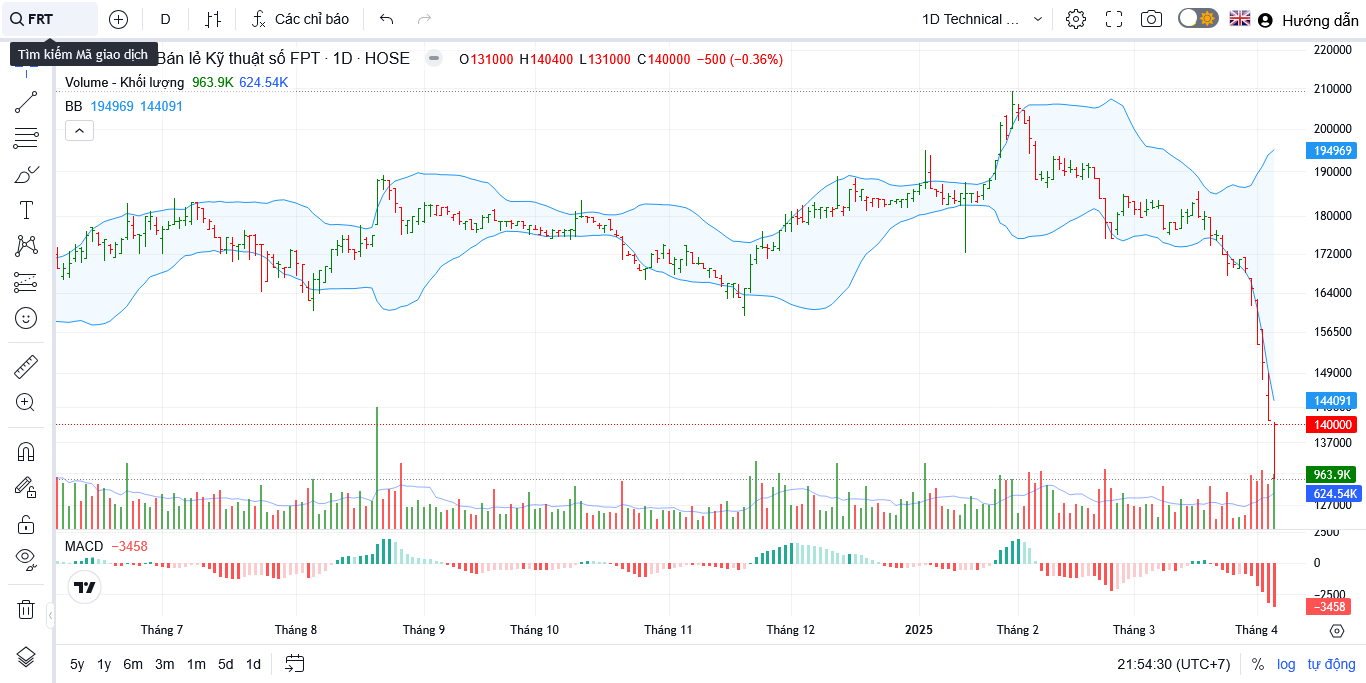 FRT
D
Các chỉ báo
1D Technical ...
Hướng dẫn
Tìm kiếm Mã giao dịch
Bán lẻ Kỹ thuật số FPT · 1D · HOSE
O131000 H140400 L131000 C140000 −500 (−0.36%)
Volume - Khối lượng 963.9K 624.54K
BB 194969 144091
220000
210000
200000
194969
190000
180000
172000
164000
156500
149000
144091
140000
137000
963.9K
624.54K
127000
MACD −3458
2500
0
−2500
−3458
Tháng 7
Tháng 8
Tháng 9
Tháng 10
Tháng 11
Tháng 12
2025
Tháng 2
Tháng 3
Tháng 4
5y 1y 6m 3m 1m 5d 1d
21:54:30 (UTC+7)
% log tự động